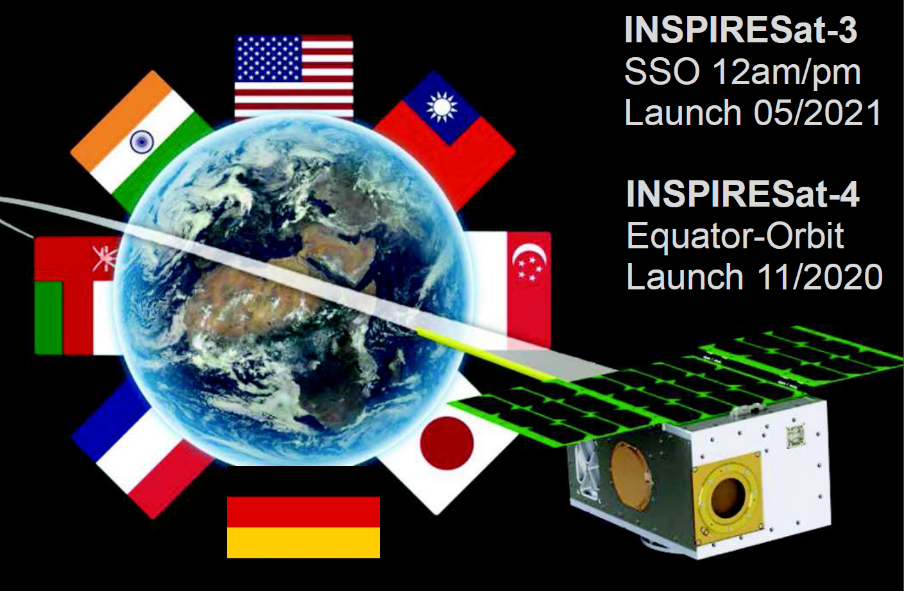 INSPIRESat-3
SSO 12am/pm
Launch 05/2021
INSPIRESat-4
Equator-Orbit
Launch 11/2020